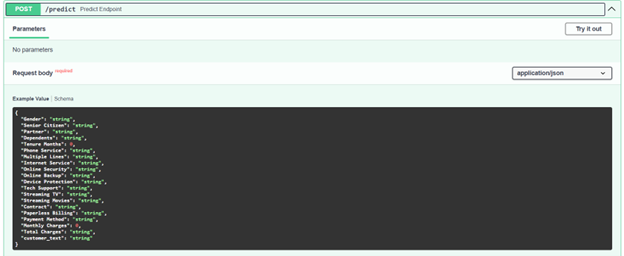 POST /predict Predict Endpoint
Parameters Try it out
No parameters
Request body required application/json
Example Value | Schema
{
"Gender": "string",
"Senior Citizen": "string",
"Partner": "string",
"Dependents": "string",
"Tenure Months": 0,
"Phone Service": "string",
"Multiple Lines": "string",
"Internet Service": "string",
"Online Security": "string",
"Online Backup": "string",
"Device Protection": "string",
"Tech Support": "string",
"Streaming TV": "string",
"Streaming Movies": "string",
"Contract": "string",
"Paperless Billing": "string",
"Payment Method": "string",
"Monthly Charges": 0,
"Total Charges": "string",
"customer_text": "string"
}